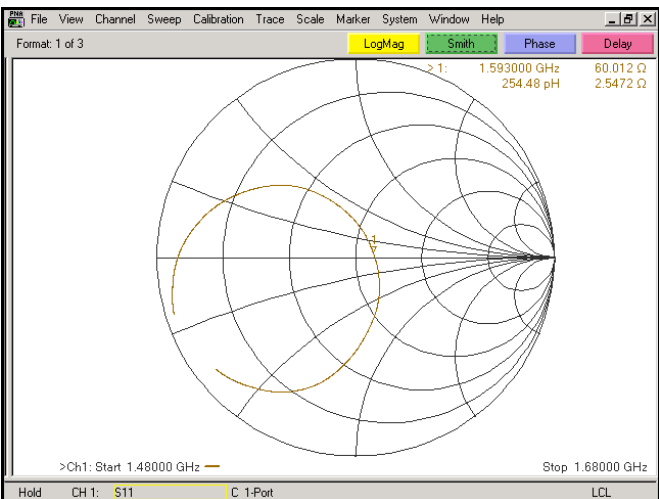 PNA File View Channel Sweep Calibration Trace Scale Marker System Window Help
Format: 1 of 3 LogMag Smith Phase Delay
> 1: 1.593000 GHz 60.012 Ω
254.48 pH 2.5472 Ω
1
>Ch1: Start 1.48000 GHz Stop 1.68000 GHz
Hold CH 1: S11 C 1-Port LCL